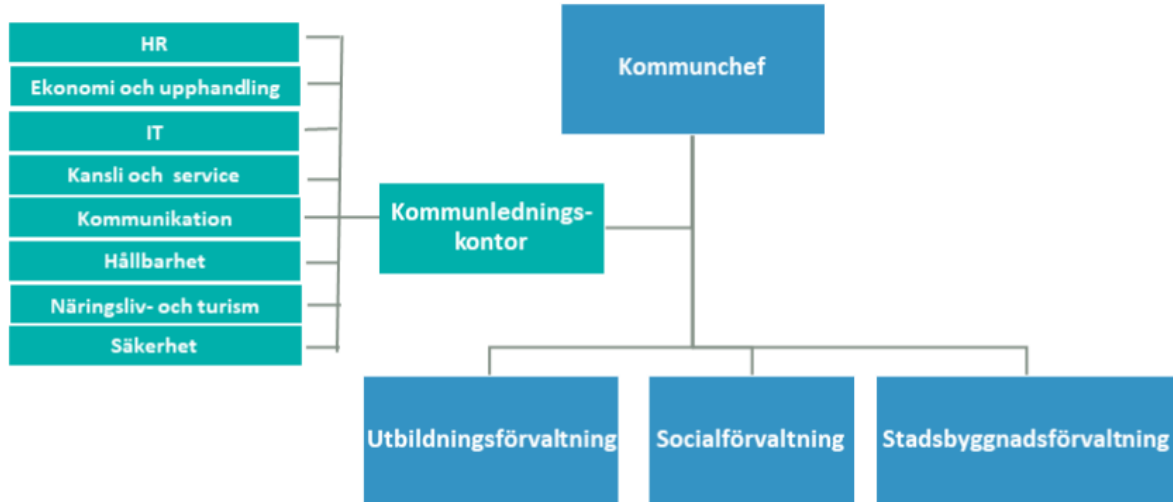 HR
Ekonomi och upphandling
IT
Kansli och service
Kommunikation
Hållbarhet
Näringsliv- och turism
Säkerhet
Kommunlednings-
kontor
Kommunchef
Utbildningsförvaltning
Socialförvaltning
Stadsbyggnadsförvaltning